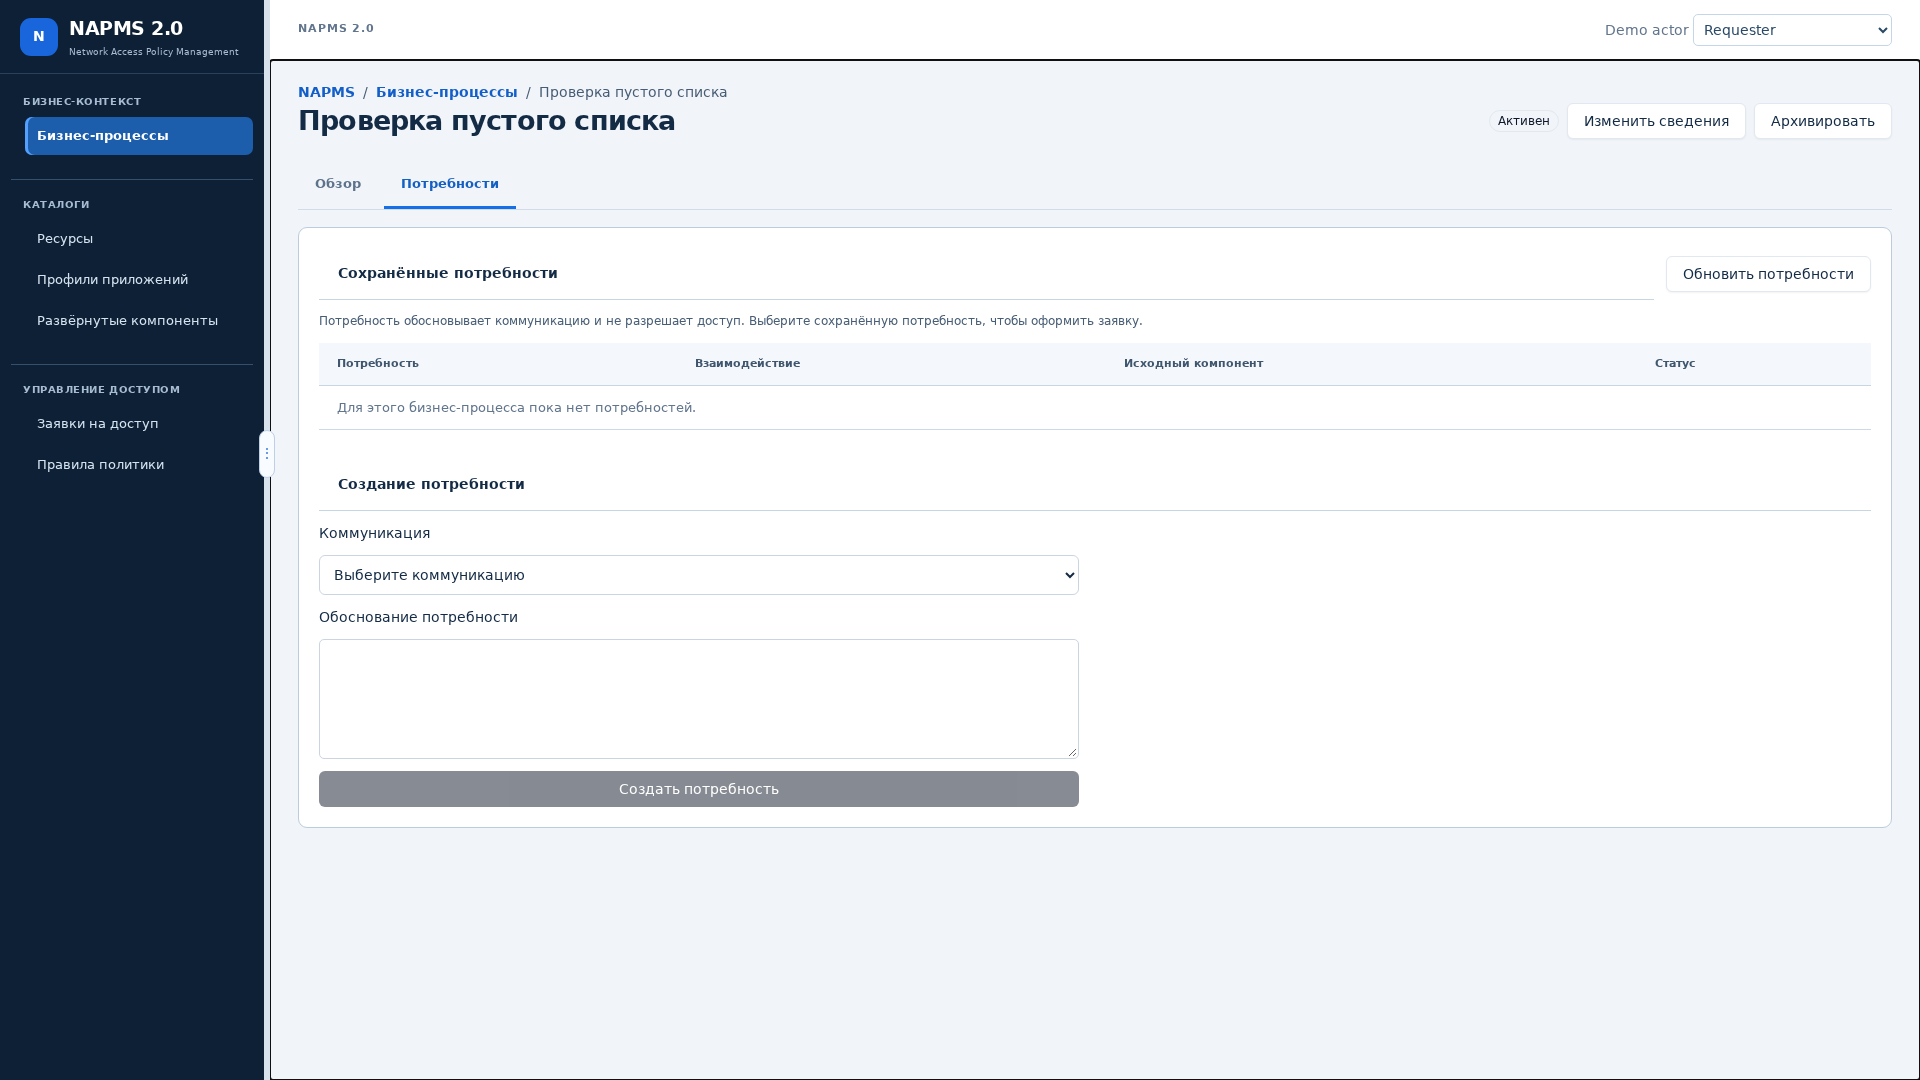 N
NAPMS 2.0
Network Access Policy Management
БИЗНЕС-КОНТЕКСТ
Бизнес-процессы
КАТАЛОГИ
Ресурсы
Профили приложений
Развёрнутые компоненты
УПРАВЛЕНИЕ ДОСТУПОМ
Заявки на доступ
Правила политики
NAPMS 2.0
Demo actor Requester
NAPMS / Бизнес-процессы / Проверка пустого списка
Проверка пустого списка
Активен Изменить сведения Архивировать
Обзор Потребности
Сохранённые потребности
Обновить потребности
Потребность обосновывает коммуникацию и не разрешает доступ. Выберите сохранённую потребность, чтобы оформить заявку.
Потребность Взаимодействие Исходный компонент Статус
Для этого бизнес-процесса пока нет потребностей.
Создание потребности
Коммуникация
Выберите коммуникацию
Обоснование потребности
Создать потребность